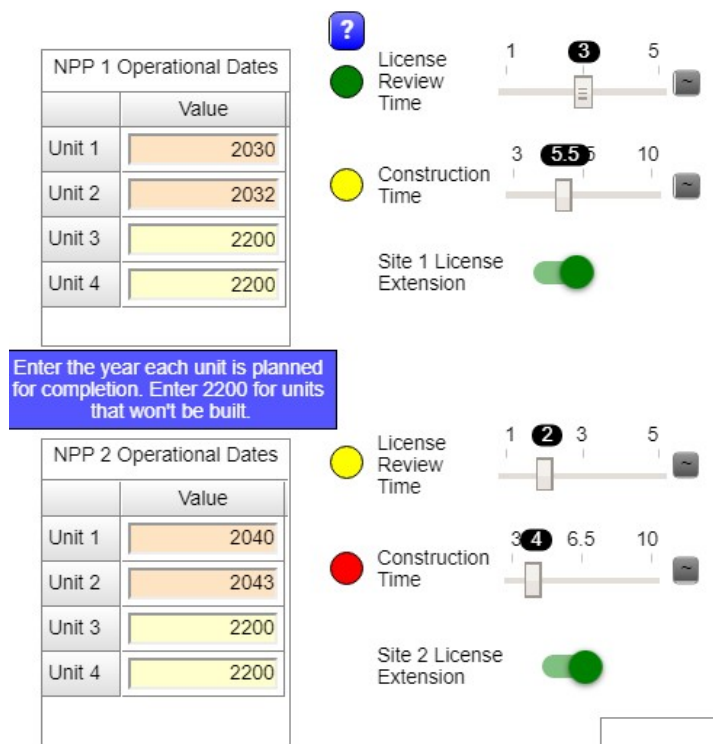 ?
NPP 1 Operational Dates
Value
Unit 1 2030
Unit 2 2032
Unit 3 2200
Unit 4 2200
License
Review
Time
1 3 5
~
Construction
Time
3 5.5 10
~
Site 1 License
Extension
Enter the year each unit is planned
for completion. Enter 2200 for units
that won't be built.
NPP 2 Operational Dates
Value
Unit 1 2040
Unit 2 2043
Unit 3 2200
Unit 4 2200
License
Review
Time
1 2 3 5
~
Construction
Time
3 4 6.5 10
~
Site 2 License
Extension